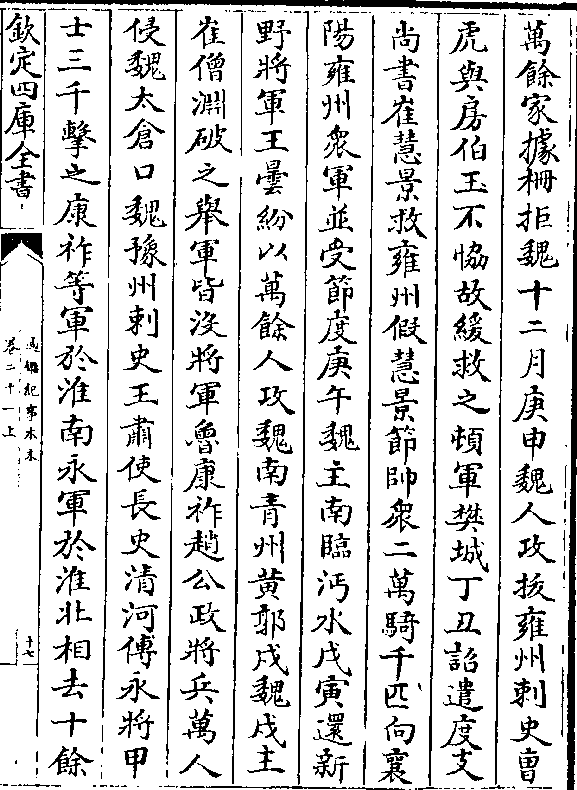 萬餘家據柵拒魏十二月庚申魏人攻拔雍州刺史曹
虎與房伯玉不恊故緩救之頓軍樊城丁丑詔遣度支
尚書崔慧景救雍州假慧景節帥衆二萬騎千匹向襄
陽雍州衆軍並受節度庚午魏主南臨沔水戊寅還新
野將軍王曇紛以萬餘人攻魏南青州黄郭戍魏戍主
崔僧淵破之舉軍皆没將軍魯康祚趙公政將兵萬人
侵魏太倉口魏豫州刺史王肅使長史清河傅永將甲
士三千擊之康祚等軍於淮南永軍於淮北相去十餘
欽定四庫全書
通鑑紀事本末
卷二十一上
十七